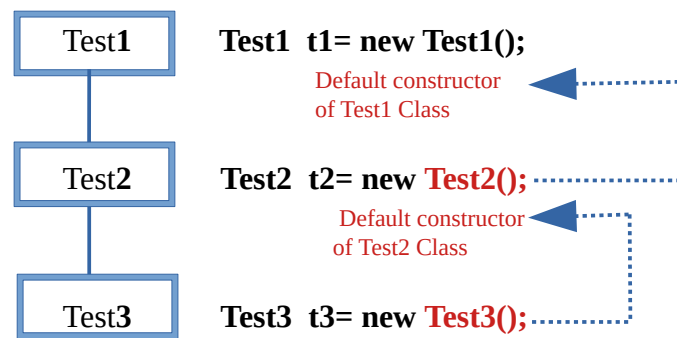 Test1
Test1 t1= new Test1();
Default constructor
of Test1 Class
Test2
Test2 t2= new Test2();
Default constructor
of Test2 Class
Test3
Test3 t3= new Test3();